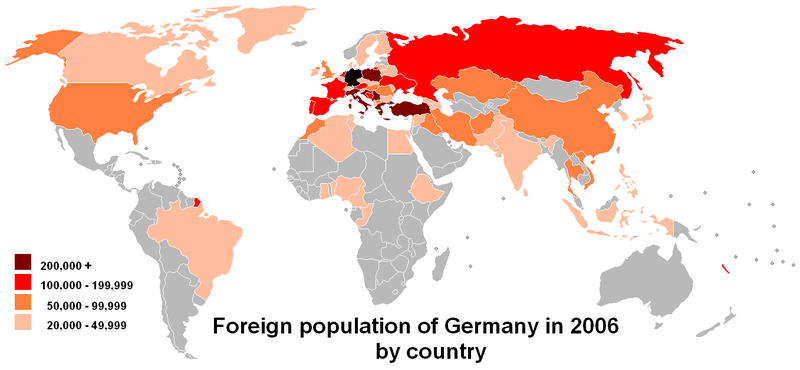 200,000 +
100,000 - 199,999
50,000 - 99,999
20,000 - 49,999
Foreign population of Germany in 2006
by country